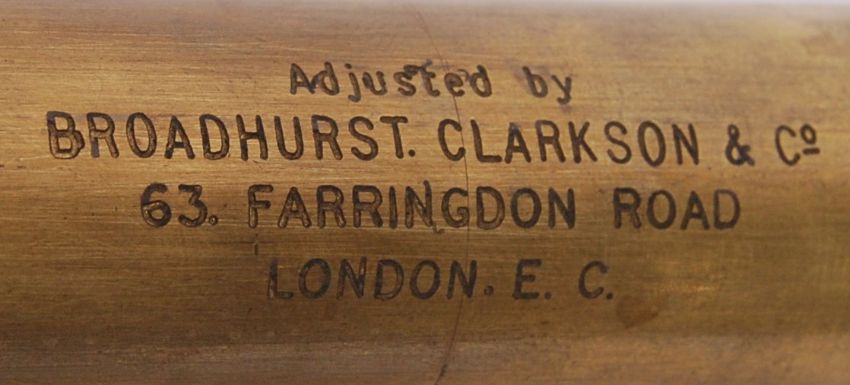 Adjusted by
BROADHURST. CLARKSON & Cº
63. FARRINGDON ROAD
LONDON. E. C.